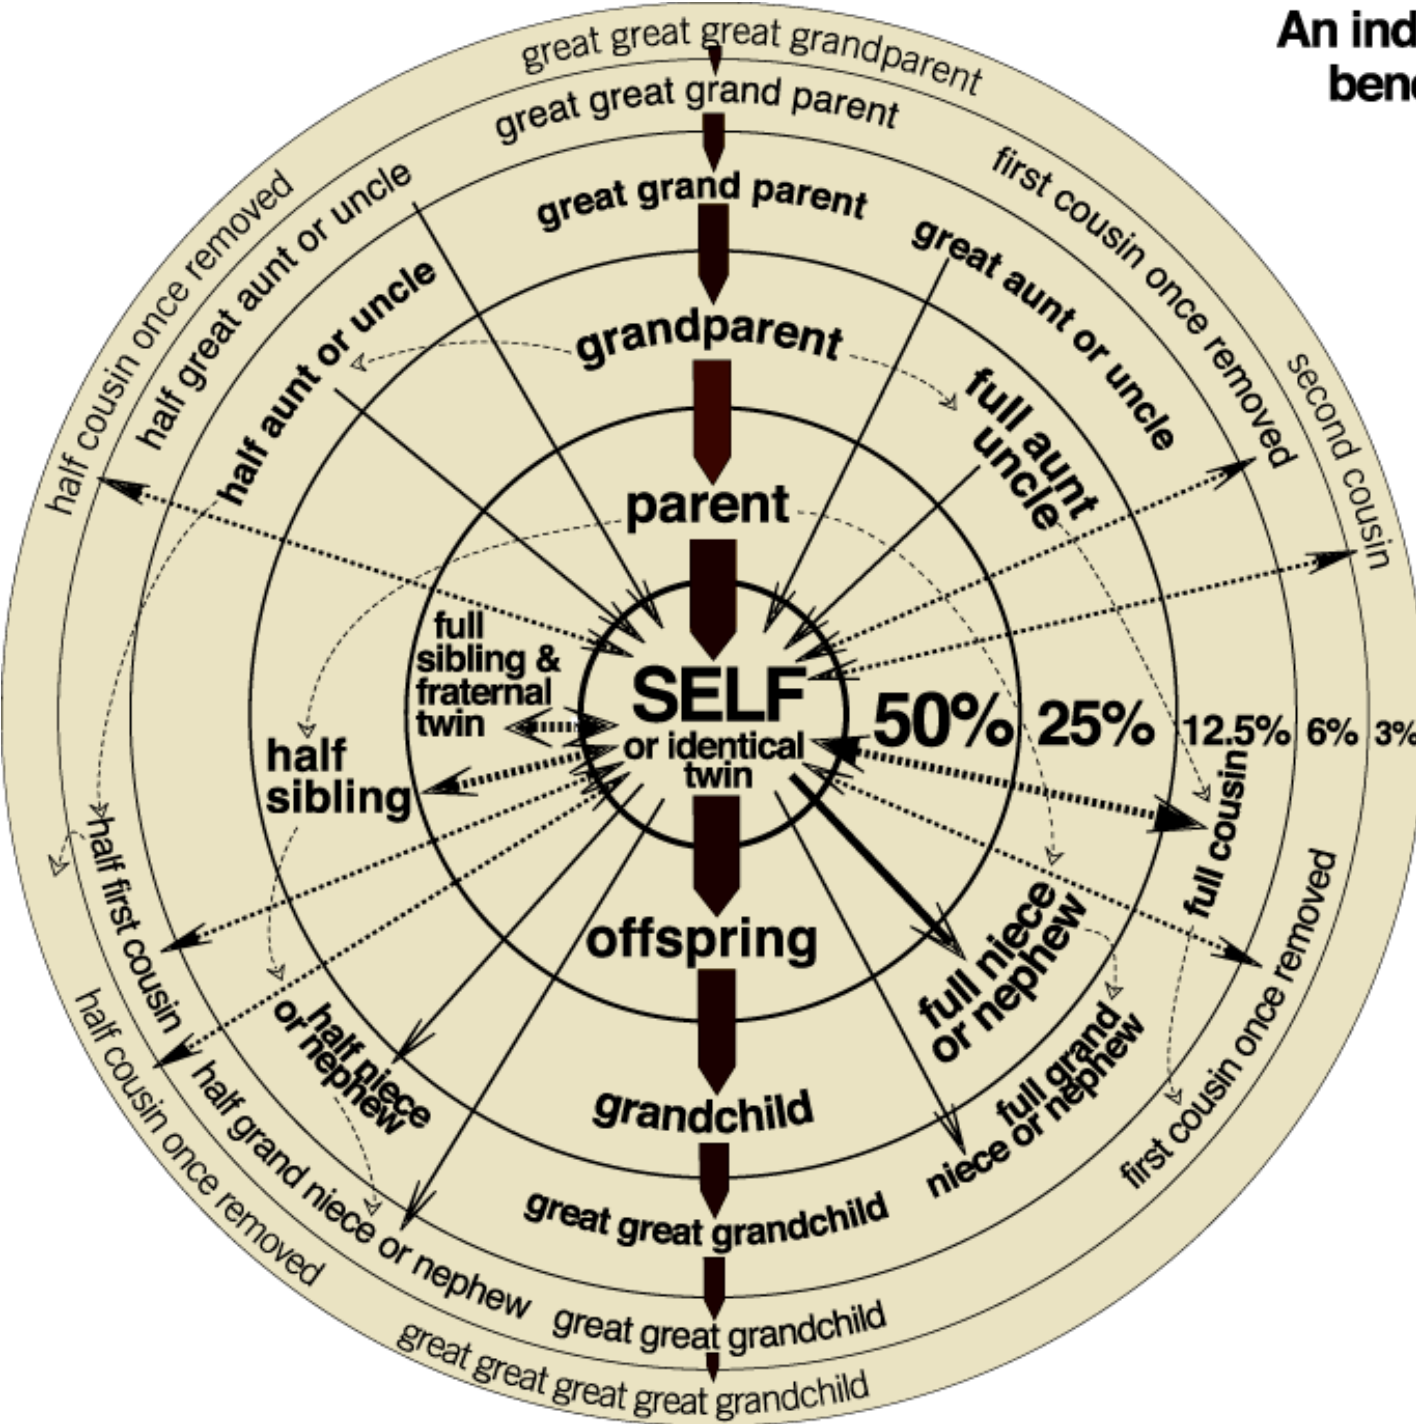 An ind
bene
great great great grandparent
great great grand parent
great grand parent
grandparent
parent
SELF
or identical
twin
offspring
grandchild
great great grandchild
great great grandchild
great great great great grandchild
half cousin once removed
half great aunt or uncle
half aunt or uncle
full
sibling &
fraternal
twin
half
sibling
half first cousin
half niece
or nephew
half grand niece or nephew
half cousin once removed
first cousin once removed
great aunt or uncle
full aunt
uncle
second cousin
50% 25% 12.5% 6% 3%
full cousin
full niece
or nephew
full grand
niece or nephew
first cousin once removed